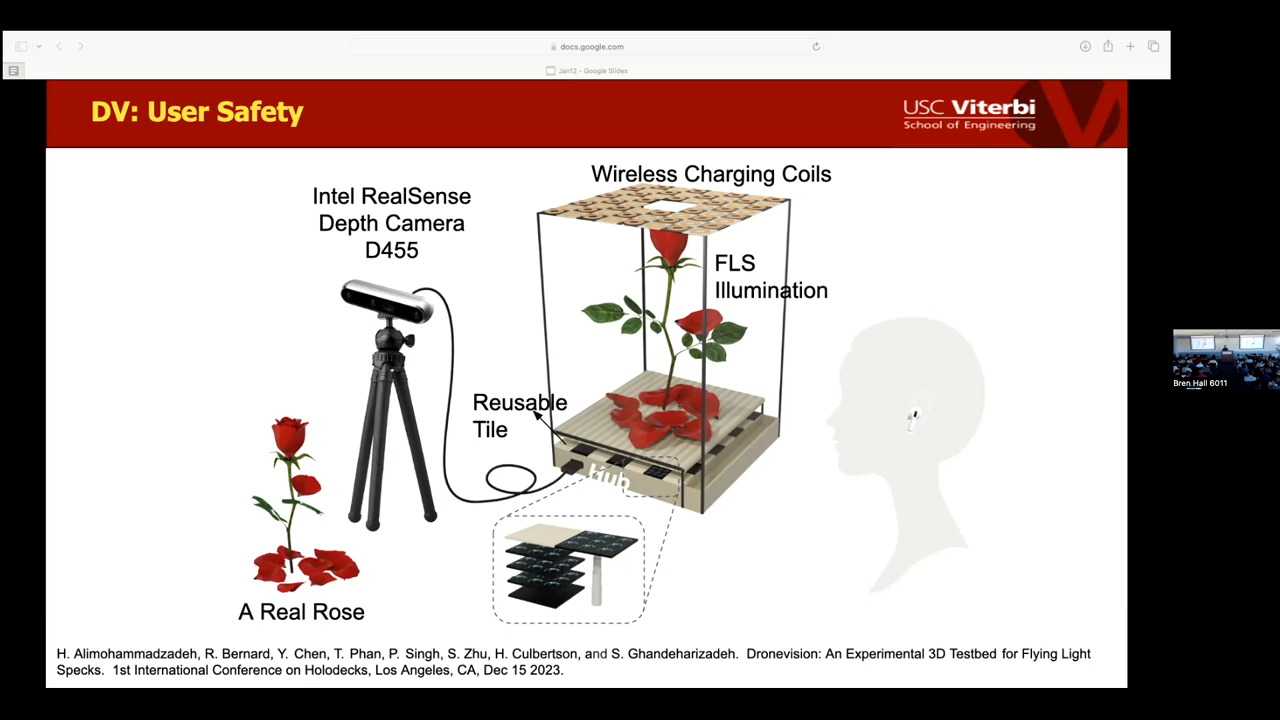 docs.google.com
Jan12 - Google Slides
DV: User Safety
USC Viterbi
School of Engineering
Wireless Charging Coils
Intel RealSense
Depth Camera
D455
FLS
Illumination
Reusable
Tile
Hub
A Real Rose
H. Alimohammadzadeh, R. Bernard, Y. Chen, T. Phan, P. Singh, S. Zhu, H. Culbertson, and S. Ghandeharizadeh. Dronevision: An Experimental 3D Testbed for Flying Light
Specks. 1st International Conference on Holodecks, Los Angeles, CA, Dec 15 2023.
Bren Hall 6011